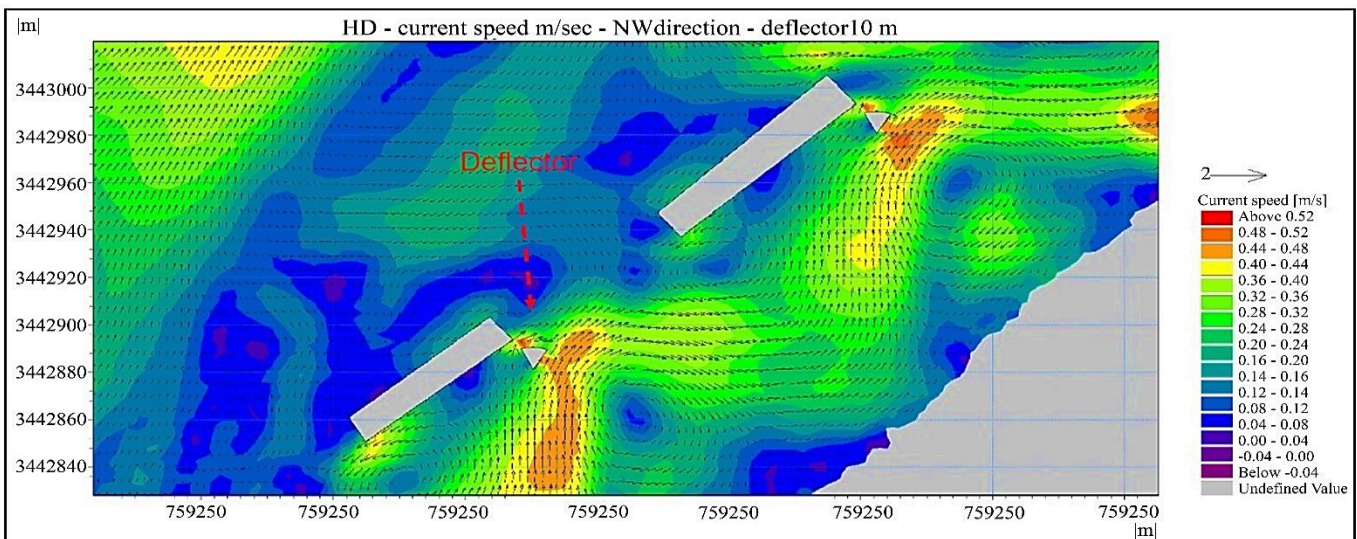 HD - current speed m/sec - NWdirection - deflector10 m
|m|
3443000
3442980
3442960
3442940
3442920
3442900
3442880
3442860
3442840
Deflector
759250 759250 759250 759250 759250 759250 759250 759250
|m|
2
Current speed [m/s]
Above 0.52
0.48 - 0.52
0.44 - 0.48
0.40 - 0.44
0.36 - 0.40
0.32 - 0.36
0.28 - 0.32
0.24 - 0.28
0.20 - 0.24
0.16 - 0.20
0.14 - 0.16
0.12 - 0.14
0.08 - 0.12
0.04 - 0.08
0.00 - 0.04
-0.04 - 0.00
Below -0.04
Undefined Value